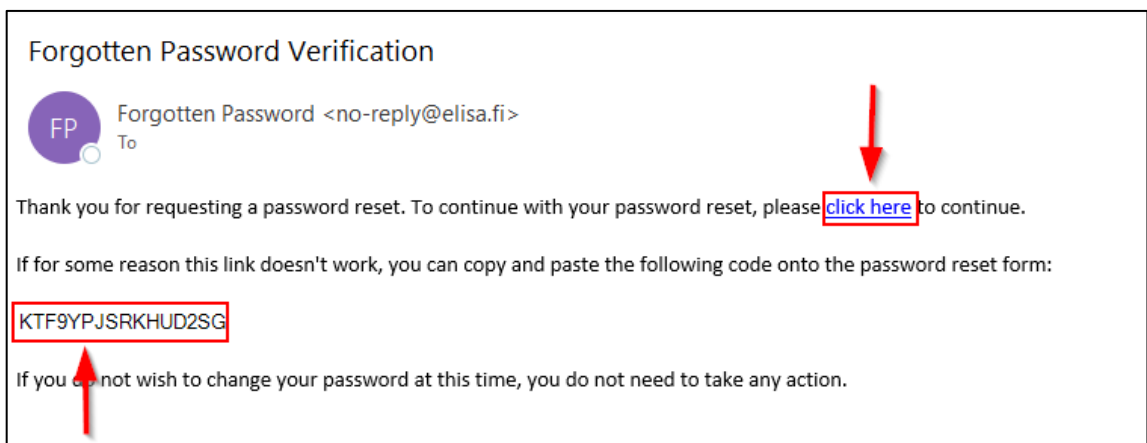 Forgotten Password Verification
FP
Forgotten Password <no-reply@elisa.fi>
To
Thank you for requesting a password reset. To continue with your password reset, please click here to continue.
If for some reason this link doesn't work, you can copy and paste the following code onto the password reset form:
KTF9YPJSRKHUD2SG
If you do not wish to change your password at this time, you do not need to take any action.